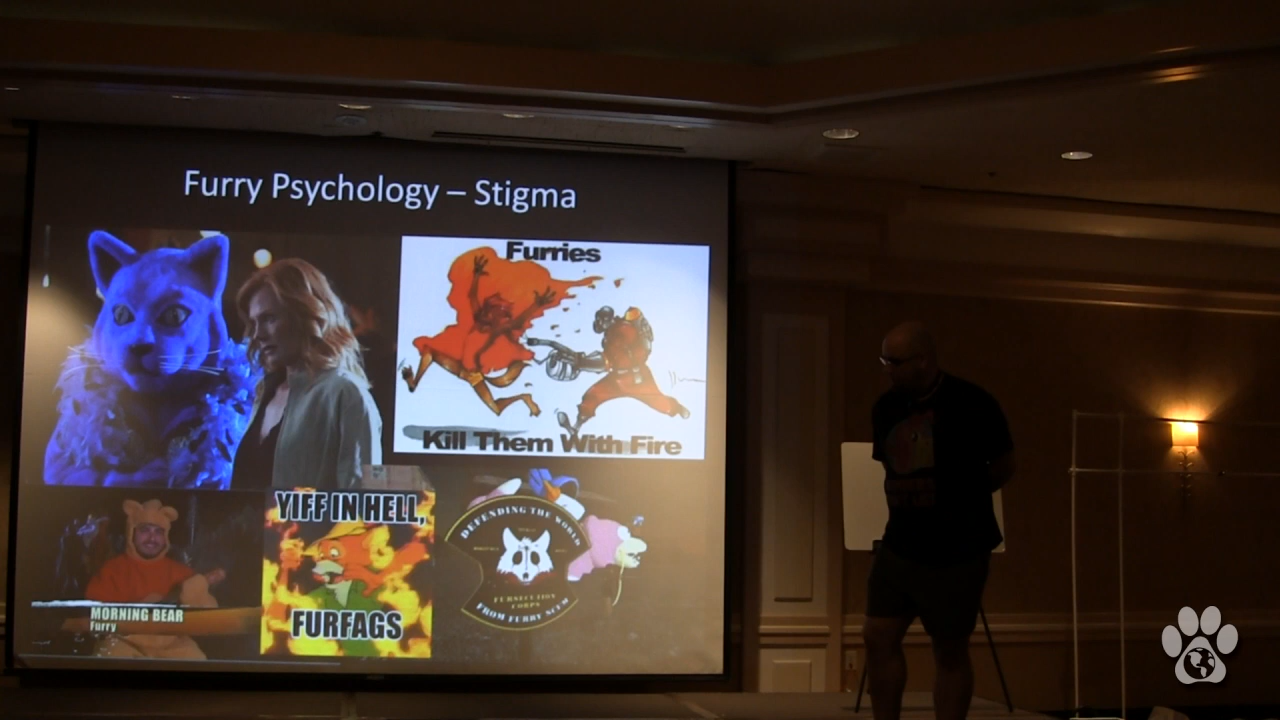 Furry Psychology – Stigma
Furries
Kill Them With Fire
MORNING BEAR
Furry
YIFF IN HELL,
FURFAGS
DEFENDING THE WORLD
FURSECUTION
CORPS
FROM FURRY SCUM